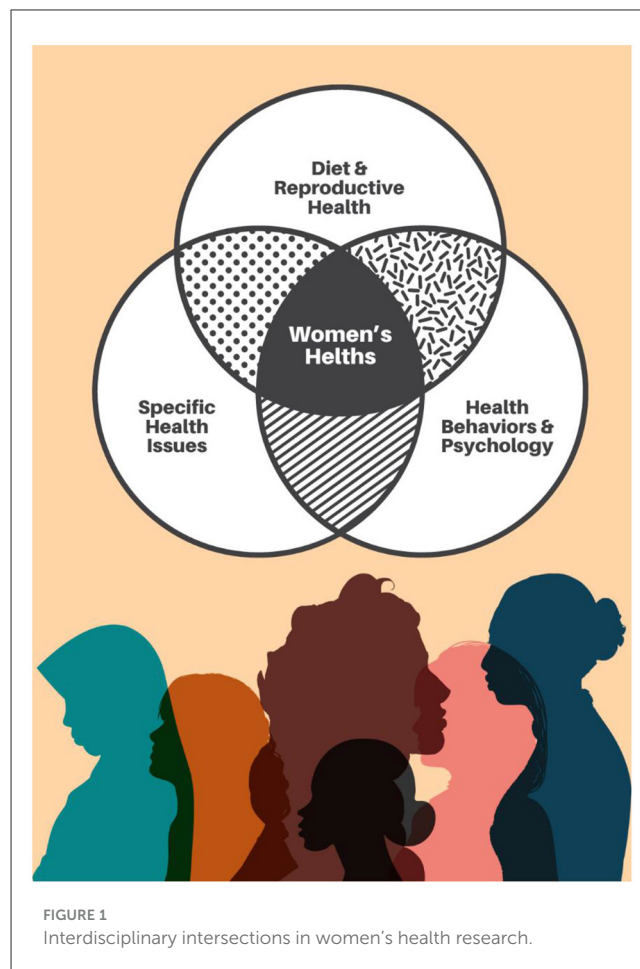 Diet &
Reproductive
Health
Women's
Helths
Specific
Health
Issues
Health
Behaviors &
Psychology
FIGURE 1
Interdisciplinary intersections in women's health research.